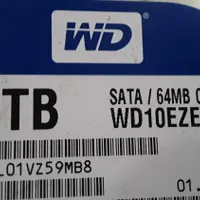 WD
TB
SATA / 64MB C
WD10EZE
L01VZ59MB8
01.